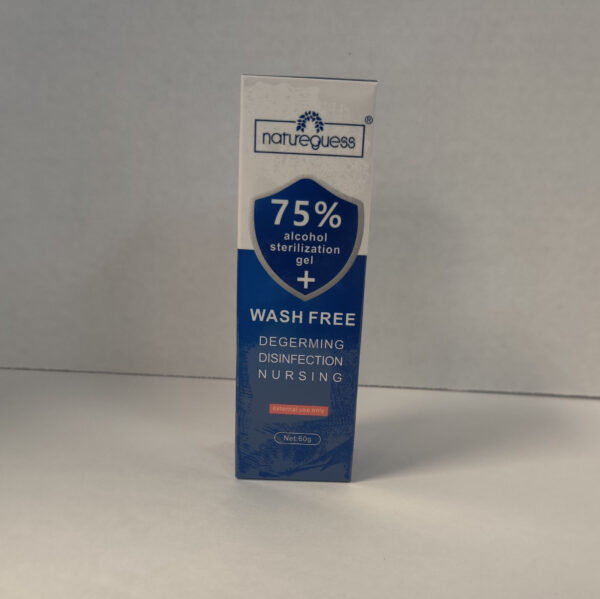 natureguess®
75%
alcohol
sterilization
gel
+
WASH FREE
DEGERMING
DISINFECTION
NURSING
external use only
Net:60g